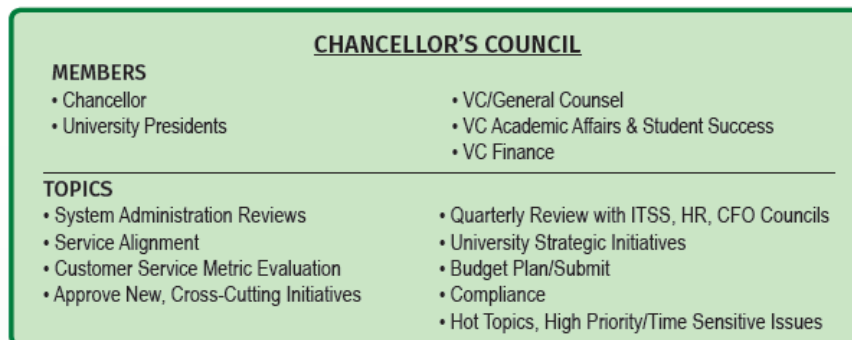 CHANCELLOR'S COUNCIL
MEMBERS
• Chancellor
• University Presidents
• VC/General Counsel
• VC Academic Affairs & Student Success
• VC Finance
TOPICS
• System Administration Reviews
• Service Alignment
• Customer Service Metric Evaluation
• Approve New, Cross-Cutting Initiatives
• Quarterly Review with ITSS, HR, CFO Councils
• University Strategic Initiatives
• Budget Plan/Submit
• Compliance
• Hot Topics, High Priority/Time Sensitive Issues